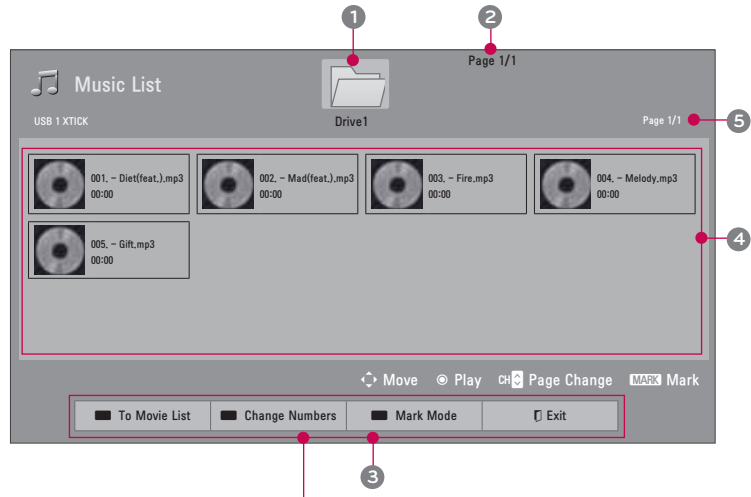 1
2
Page 1/1
Music List
USB 1 XTICK
Drive1
Page 1/1
5
001. - Diet(feat.).mp3
00:00
002. - Mad(feat.).mp3
00:00
003. - Fire.mp3
00:00
004. - Melody.mp3
00:00
4
005. - Gift.mp3
00:00
Move
Play
CH Page Change
MARK Mark
To Movie List
Change Numbers
Mark Mode
Exit
3